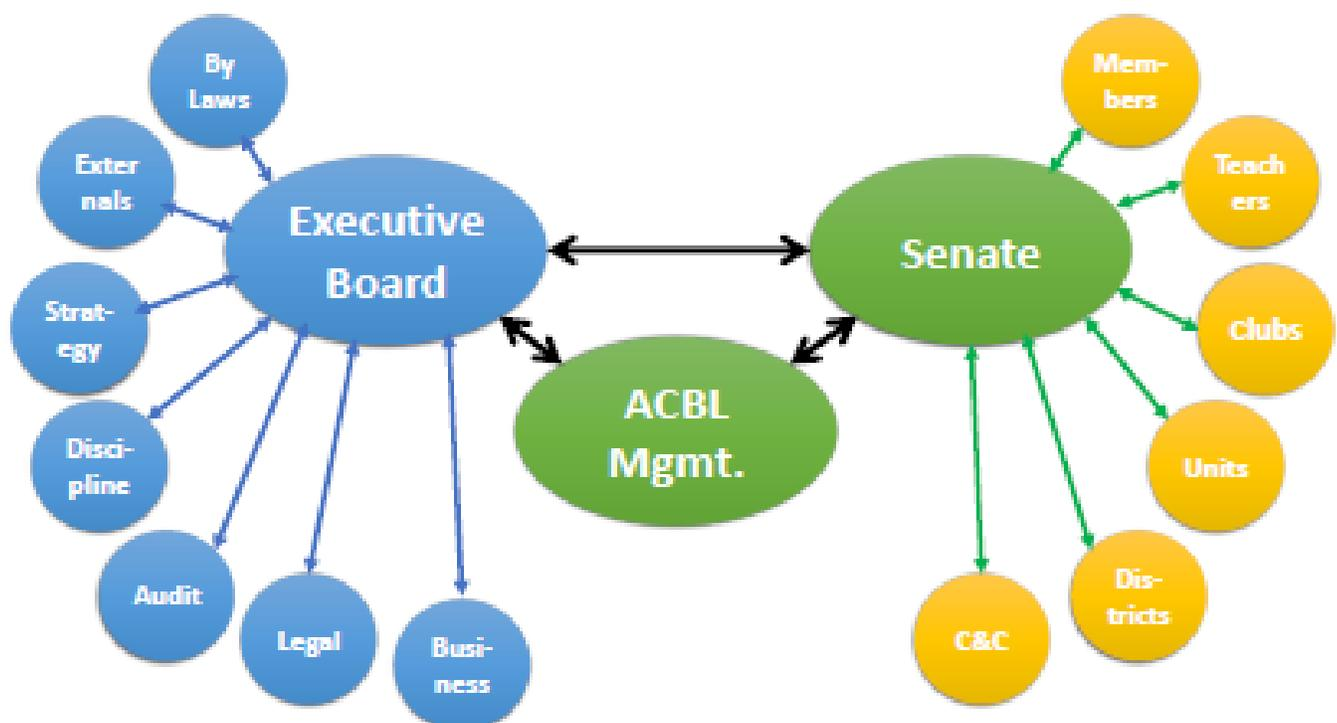 By
Laws
Exter
nals
Strat-
egy
Disci-
pline
Audit
Legal
Busi-
ness
Executive
Board
ACBL
Mgmt.
Senate
Mem-
bers
Teach
ers
Clubs
Units
Dis-
tricts
C&C